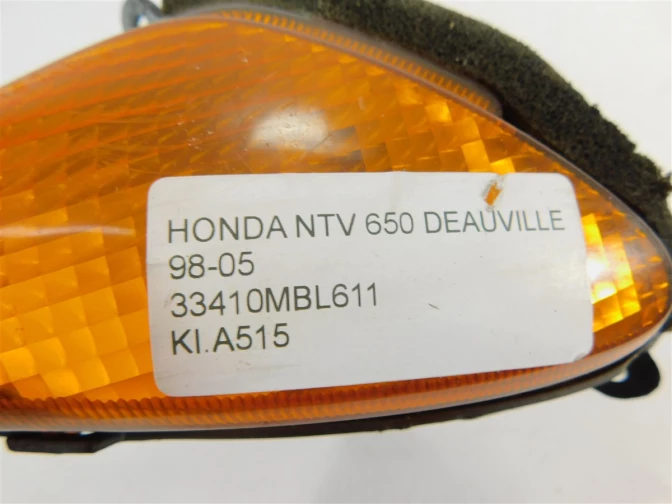 HONDA NTV 650 DEAUVILLE
98-05
33410MBL611
KI.A515